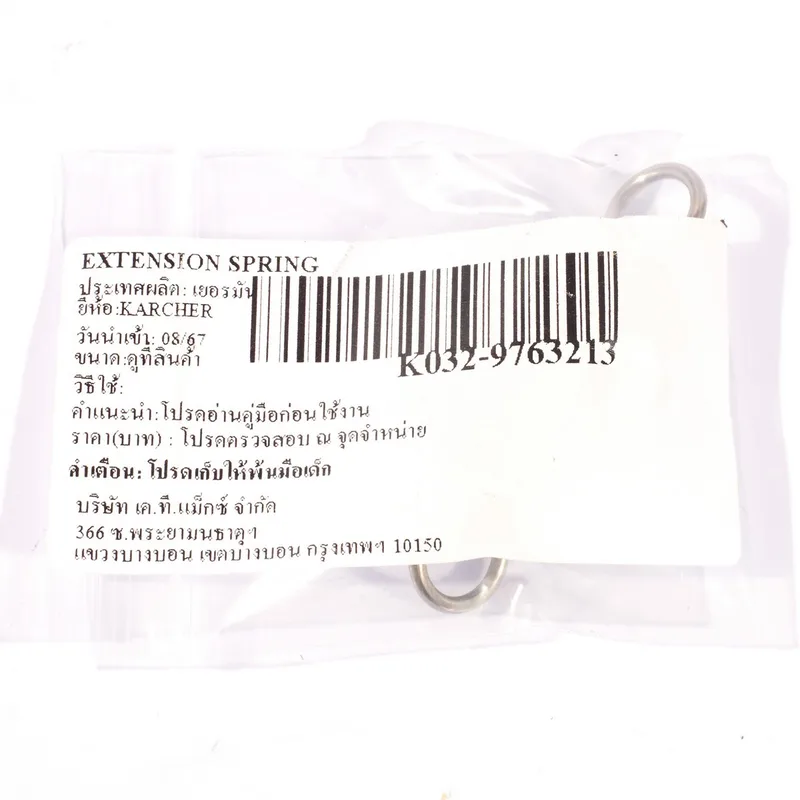 EXTENSION SPRING
ประเทศผลิต: เยอรมัน
ยี่ห้อ:KARCHER
วันนำเข้า: 08/67
K032-9763213
ขนาด:ดูที่สินค้า
วิธีใช้:
คำแนะนำ:โปรดอ่านคู่มือก่อนใช้งาน
ราคา(บาท) : โปรดตรวจสอบ ณ จุดจำหน่าย
คำเตือน: โปรดเก็บให้พ้นมือเด็ก
บริษัท เค.ที.แม็กซ์ จำกัด
366 ซ.พระยามนธาตุฯ
แขวงบางบอน เขตบางบอน กรุงเทพฯ 10150